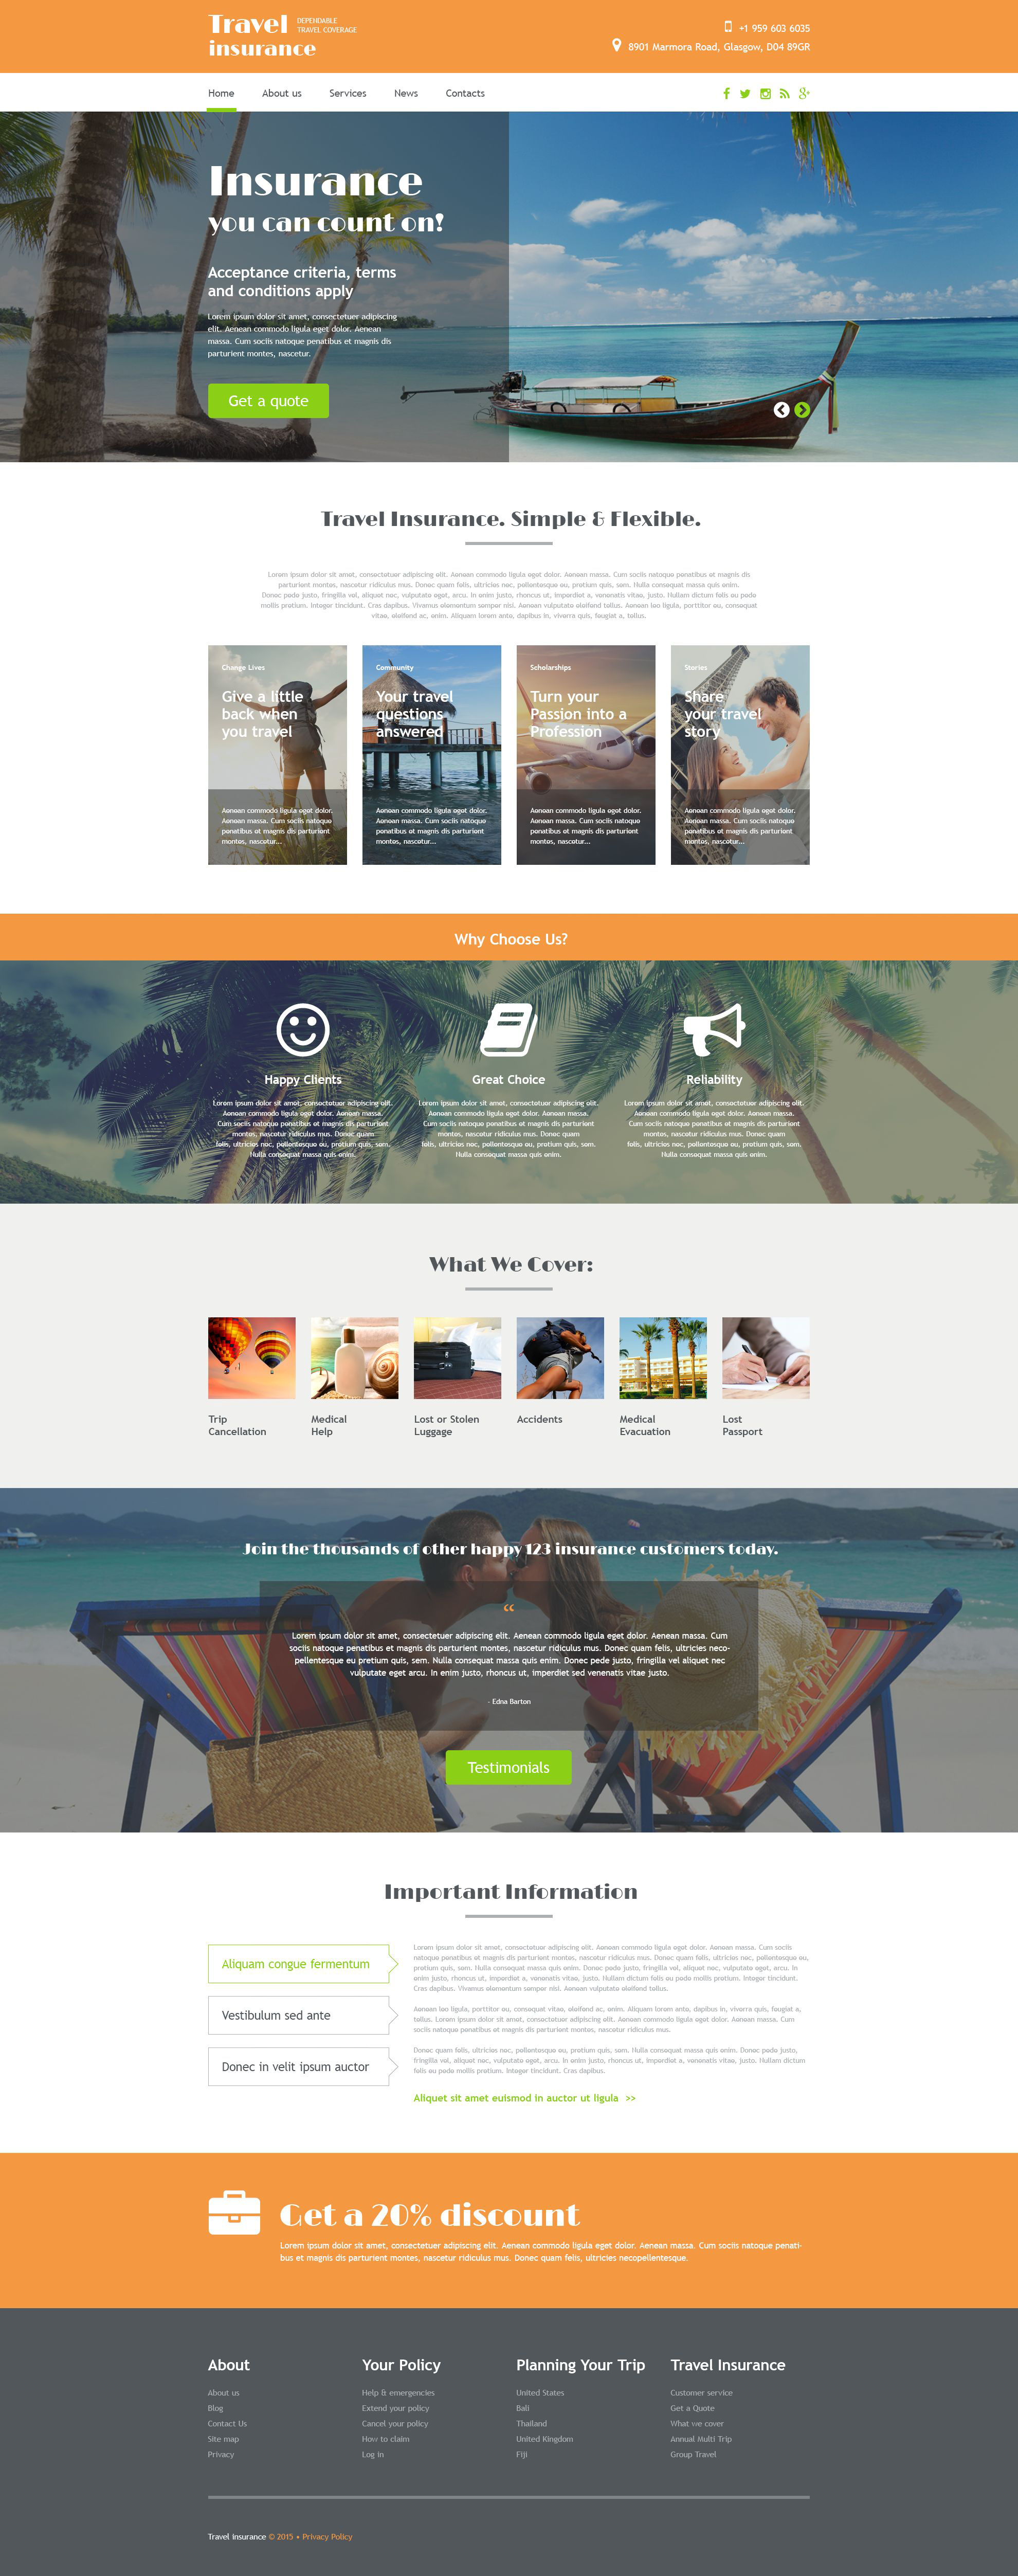 Travel
DEPENDABLE
TRAVEL COVERAGE
insurance
+1 959 603 6035
8901 Marmora Road, Glasgow, D04 89GR
Home
About us
Services
News
Contacts
Insurance
you can count on!
Acceptance criteria, terms
and conditions apply
Lorem ipsum dolor sit amet, consectetuer adipiscing
elit. Aenean commodo ligula eget dolor. Aenean
massa. Cum sociis natoque penatibus et magnis dis
parturient montes, nascetur.
Get a quote
Travel Insurance. Simple & Flexible.
Lorem ipsum dolor sit amet, consectetuer adipiscing elit. Aenean commodo ligula eget dolor. Aenean massa. Cum sociis natoque penatibus et magnis dis
parturient montes, nascetur ridiculus mus. Donec quam felis, ultricies nec, pellentesque eu, pretium quis, sem. Nulla consequat massa quis enim.
Donec pede justo, fringilla vel, aliquet nec, vulputate eget, arcu. In enim justo, rhoncus ut, imperdiet a, venenatis vitae, justo. Nullam dictum felis eu pede
mollis pretium. Integer tincidunt. Cras dapibus. Vivamus elementum semper nisi. Aenean vulputate eleifend tellus. Aenean leo ligula, porttitor eu, consequat
vitae, eleifend ac, enim. Aliquam lorem ante, dapibus in, viverra quis, feugiat a, tellus.
Change Lives
Give a little
back when
you travel
Aenean commodo ligula eget dolor.
Aenean massa. Cum sociis natoque
penatibus et magnis dis parturient
montes, nascetur...
Community
Your travel
questions
answered
Aenean commodo ligula eget dolor.
Aenean massa. Cum sociis natoque
penatibus et magnis dis parturient
montes, nascetur...
Scholarships
Turn your
Passion into a
Profession
Aenean commodo ligula eget dolor.
Aenean massa. Cum sociis natoque
penatibus et magnis dis parturient
montes, nascetur...
Stories
Share
your travel
story
Aenean commodo ligula eget dolor.
Aenean massa. Cum sociis natoque
penatibus et magnis dis parturient
montes, nascetur...
Why Choose Us?
Happy Clients
Lorem ipsum dolor sit amet, consectetuer adipiscing elit.
Aenean commodo ligula eget dolor. Aenean massa.
Cum sociis natoque penatibus et magnis dis parturient
montes, nascetur ridiculus mus. Donec quam
felis, ultricies nec, pellentesque eu, pretium quis, sem.
Nulla consequat massa quis enim.
Great Choice
Lorem ipsum dolor sit amet, consectetuer adipiscing elit.
Aenean commodo ligula eget dolor. Aenean massa.
Cum sociis natoque penatibus et magnis dis parturient
montes, nascetur ridiculus mus. Donec quam
felis, ultricies nec, pellentesque eu, pretium quis, sem.
Nulla consequat massa quis enim.
Reliability
Lorem ipsum dolor sit amet, consectetuer adipiscing elit.
Aenean commodo ligula eget dolor. Aenean massa.
Cum sociis natoque penatibus et magnis dis parturient
montes, nascetur ridiculus mus. Donec quam
felis, ultricies nec, pellentesque eu, pretium quis, sem.
Nulla consequat massa quis enim.
What We Cover:
Trip
Cancellation
Medical
Help
Lost or Stolen
Luggage
Accidents
Medical
Evacuation
Lost
Passport
Join the thousands of other happy 123 insurance customers today.
“
Lorem ipsum dolor sit amet, consectetuer adipiscing elit. Aenean commodo ligula eget dolor. Aenean massa. Cum
sociis natoque penatibus et magnis dis parturient montes, nascetur ridiculus mus. Donec quam felis, ultricies neco-
pellentesque eu pretium quis, sem. Nulla consequat massa quis enim. Donec pede justo, fringilla vel aliquet nec
vulputate eget arcu. In enim justo, rhoncus ut, imperdiet sed venenatis vitae justo.
- Edna Barton
Testimonials
Important Information
Aliquam congue fermentum
Vestibulum sed ante
Donec in velit ipsum auctor
Lorem ipsum dolor sit amet, consectetuer adipiscing elit. Aenean commodo ligula eget dolor. Aenean massa. Cum sociis
natoque penatibus et magnis dis parturient montes, nascetur ridiculus mus. Donec quam felis, ultricies nec, pellentesque eu,
pretium quis, sem. Nulla consequat massa quis enim. Donec pede justo, fringilla vel, aliquet nec, vulputate eget, arcu. In
enim justo, rhoncus ut, imperdiet a, venenatis vitae, justo. Nullam dictum felis eu pede mollis pretium. Integer tincidunt.
Cras dapibus. Vivamus elementum semper nisi. Aenean vulputate eleifend tellus.
Aenean leo ligula, porttitor eu, consequat vitae, eleifend ac, enim. Aliquam lorem ante, dapibus in, viverra quis, feugiat a,
tellus. Lorem ipsum dolor sit amet, consectetuer adipiscing elit. Aenean commodo ligula eget dolor. Aenean massa. Cum
sociis natoque penatibus et magnis dis parturient montes, nascetur ridiculus mus.
Donec quam felis, ultricies nec, pellentesque eu, pretium quis, sem. Nulla consequat massa quis enim. Donec pede justo,
fringilla vel, aliquet nec, vulputate eget, arcu. In enim justo, rhoncus ut, imperdiet a, venenatis vitae, justo. Nullam dictum
felis eu pede mollis pretium. Integer tincidunt. Cras dapibus.
Aliquet sit amet euismod in auctor ut ligula >>
Get a 20% discount
Lorem ipsum dolor sit amet, consectetuer adipiscing elit. Aenean commodo ligula eget dolor. Aenean massa. Cum sociis natoque penati-
bus et magnis dis parturient montes, nascetur ridiculus mus. Donec quam felis, ultricies necopellentesque.
About
About us
Blog
Contact Us
Site map
Privacy
Your Policy
Help & emergencies
Extend your policy
Cancel your policy
How to claim
Log in
Planning Your Trip
United States
Bali
Thailand
United Kingdom
Fiji
Travel Insurance
Customer service
Get a Quote
What we cover
Annual Multi Trip
Group Travel
Travel insurance © 2015 • Privacy Policy